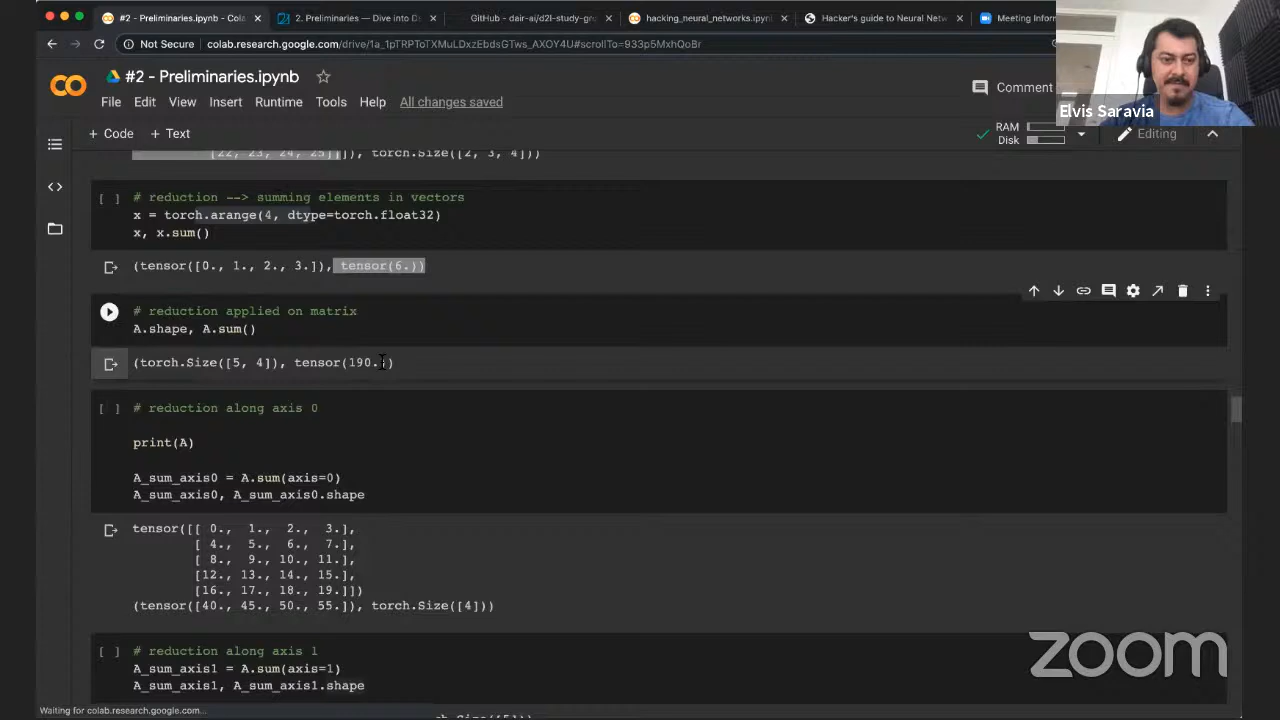 #2 - Preliminaries.ipynb - Cola
2. Preliminaries — Dive into D
GitHub - dair-ai/d2l-study-gro
hacking_neural_networks.ipynb
Hacker's guide to Neural Netw
Meeting Inform
Not Secure colab.research.google.com/drive/1a_1pTRPToTXMuLDxzEbdsGTws_AXOY4U#scrollTo=933p5MxhQoBr
#2 - Preliminaries.ipynb
Comment
Elvis Saravia
File Edit View Insert Runtime Tools Help All changes saved
+ Code + Text
RAM
Disk
Editing
[22, 23, 24, 25]]]), torch.Size([2, 3, 4]))
[ ] # reduction --> summing elements in vectors
x = torch.arange(4, dtype=torch.float32)
x, x.sum()
(tensor([0., 1., 2., 3.]), tensor(6.))
# reduction applied on matrix
A.shape, A.sum()
(torch.Size([5, 4]), tensor(190.))
[ ] # reduction along axis 0
print(A)
A_sum_axis0 = A.sum(axis=0)
A_sum_axis0, A_sum_axis0.shape
tensor([[ 0., 1., 2., 3.],
[ 4., 5., 6., 7.],
[ 8., 9., 10., 11.],
[12., 13., 14., 15.],
[16., 17., 18., 19.]])
(tensor([40., 45., 50., 55.]), torch.Size([4]))
[ ] # reduction along axis 1
A_sum_axis1 = A.sum(axis=1)
A_sum_axis1, A_sum_axis1.shape
Waiting for colab.research.google.com...
zoom